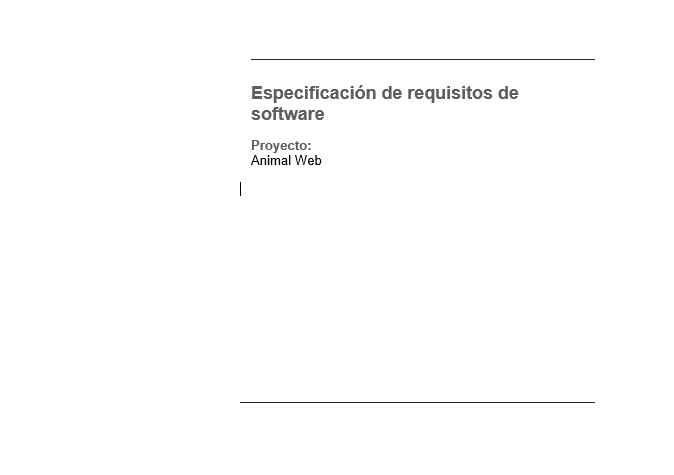 Especificación de requisitos de
software
Proyecto:
Animal Web